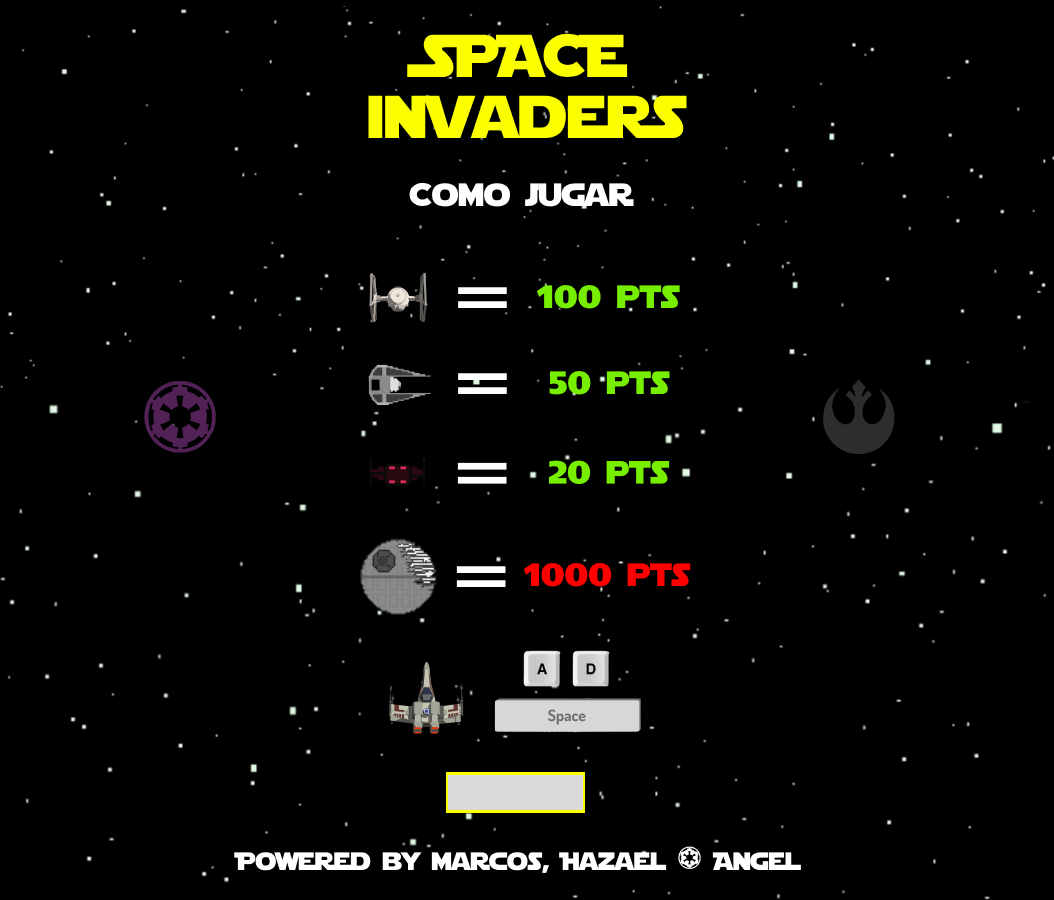 SPACE
INVADERS
COMO JUGAR
= 100 PTS
= 50 PTS
= 20 PTS
= 1000 PTS
A D
Space
POWERED BY MARCOS, HAZAEL ANGEL